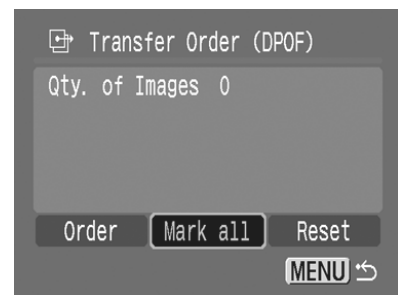 Transfer Order (DPOF)
Qty. of Images 0
Order Mark all Reset
MENU